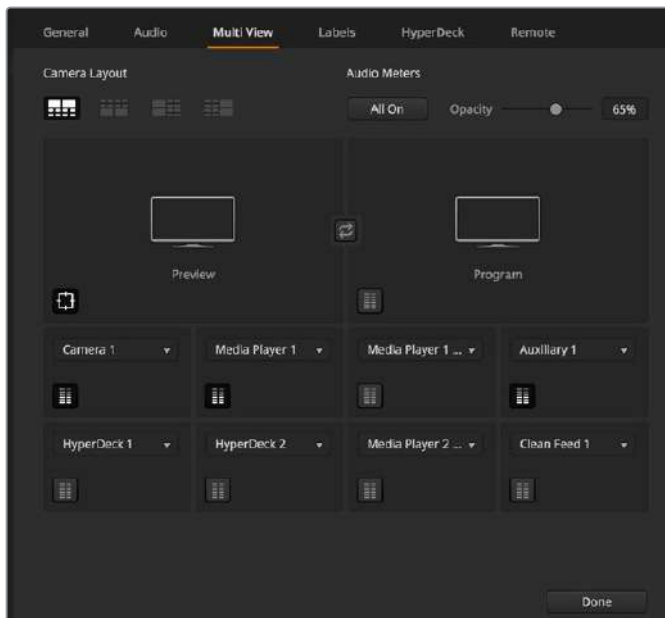 General Audio Multi View Labels HyperDeck Remote
Camera Layout Audio Meters
All On Opacity 65%
Preview Program
Camera 1 Media Player 1 Media Player 1 ... Auxiliary 1
HyperDeck 1 HyperDeck 2 Media Player 2 ... Clean Feed 1
Done